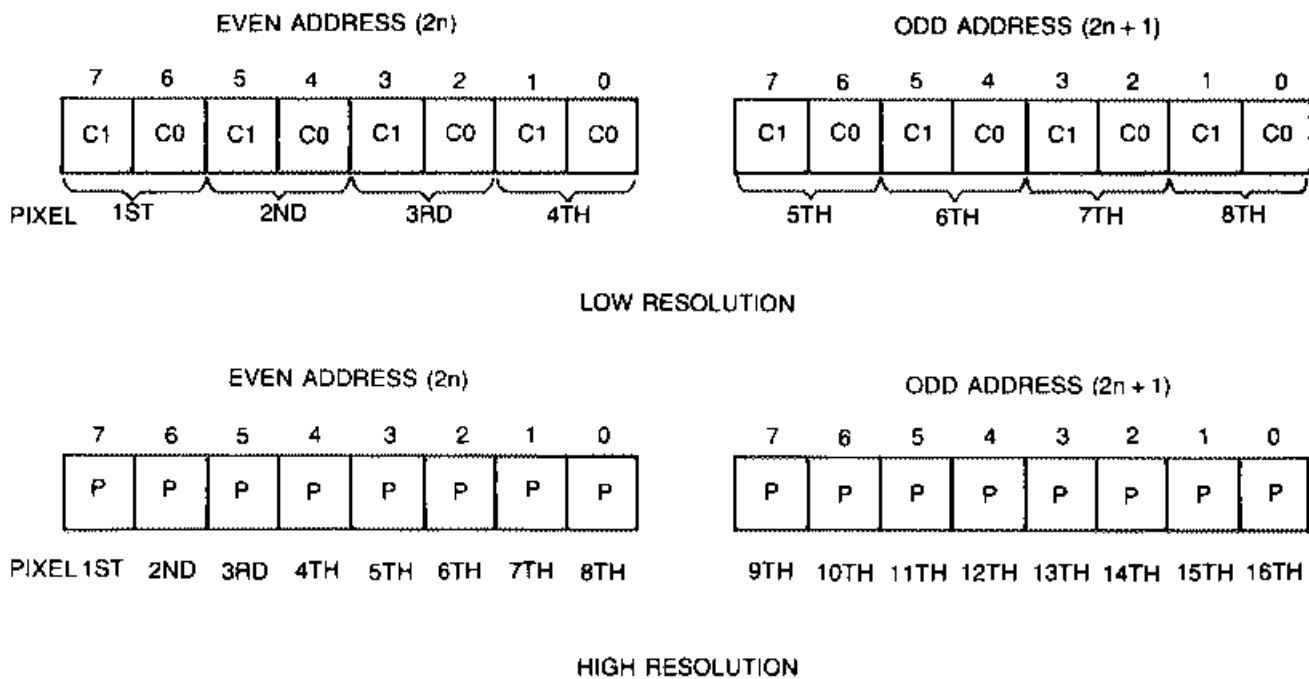 EVEN ADDRESS (2n) ODD ADDRESS (2n + 1)
7 6 5 4 3 2 1 0 7 6 5 4 3 2 1 0
C1 C0 C1 C0 C1 C0 C1 C0 C1 C0 C1 C0 C1 C0 C1 C0
PIXEL 1ST 2ND 3RD 4TH 5TH 6TH 7TH 8TH
LOW RESOLUTION
EVEN ADDRESS (2n) ODD ADDRESS (2n + 1)
7 6 5 4 3 2 1 0 7 6 5 4 3 2 1 0
P P P P P P P P P P P P P P P P
PIXEL 1ST 2ND 3RD 4TH 5TH 6TH 7TH 8TH 9TH 10TH 11TH 12TH 13TH 14TH 15TH 16TH
HIGH RESOLUTION